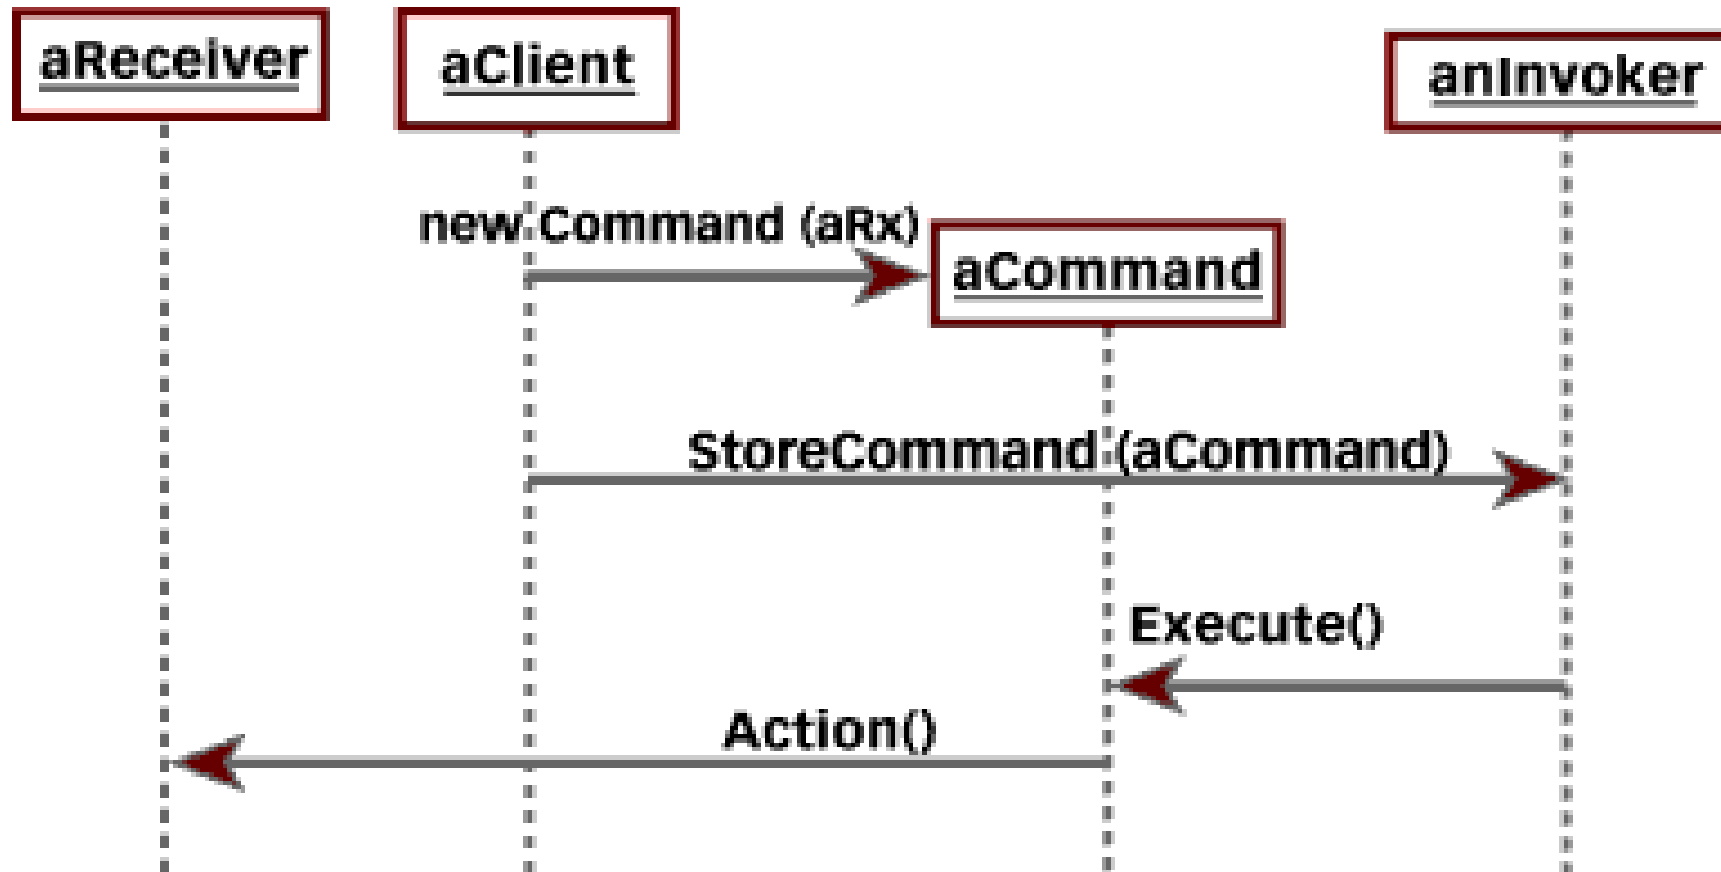 aReceiver
aClient
anInvoker
new Command (aRx)
aCommand
StoreCommand (aCommand)
Execute()
Action()